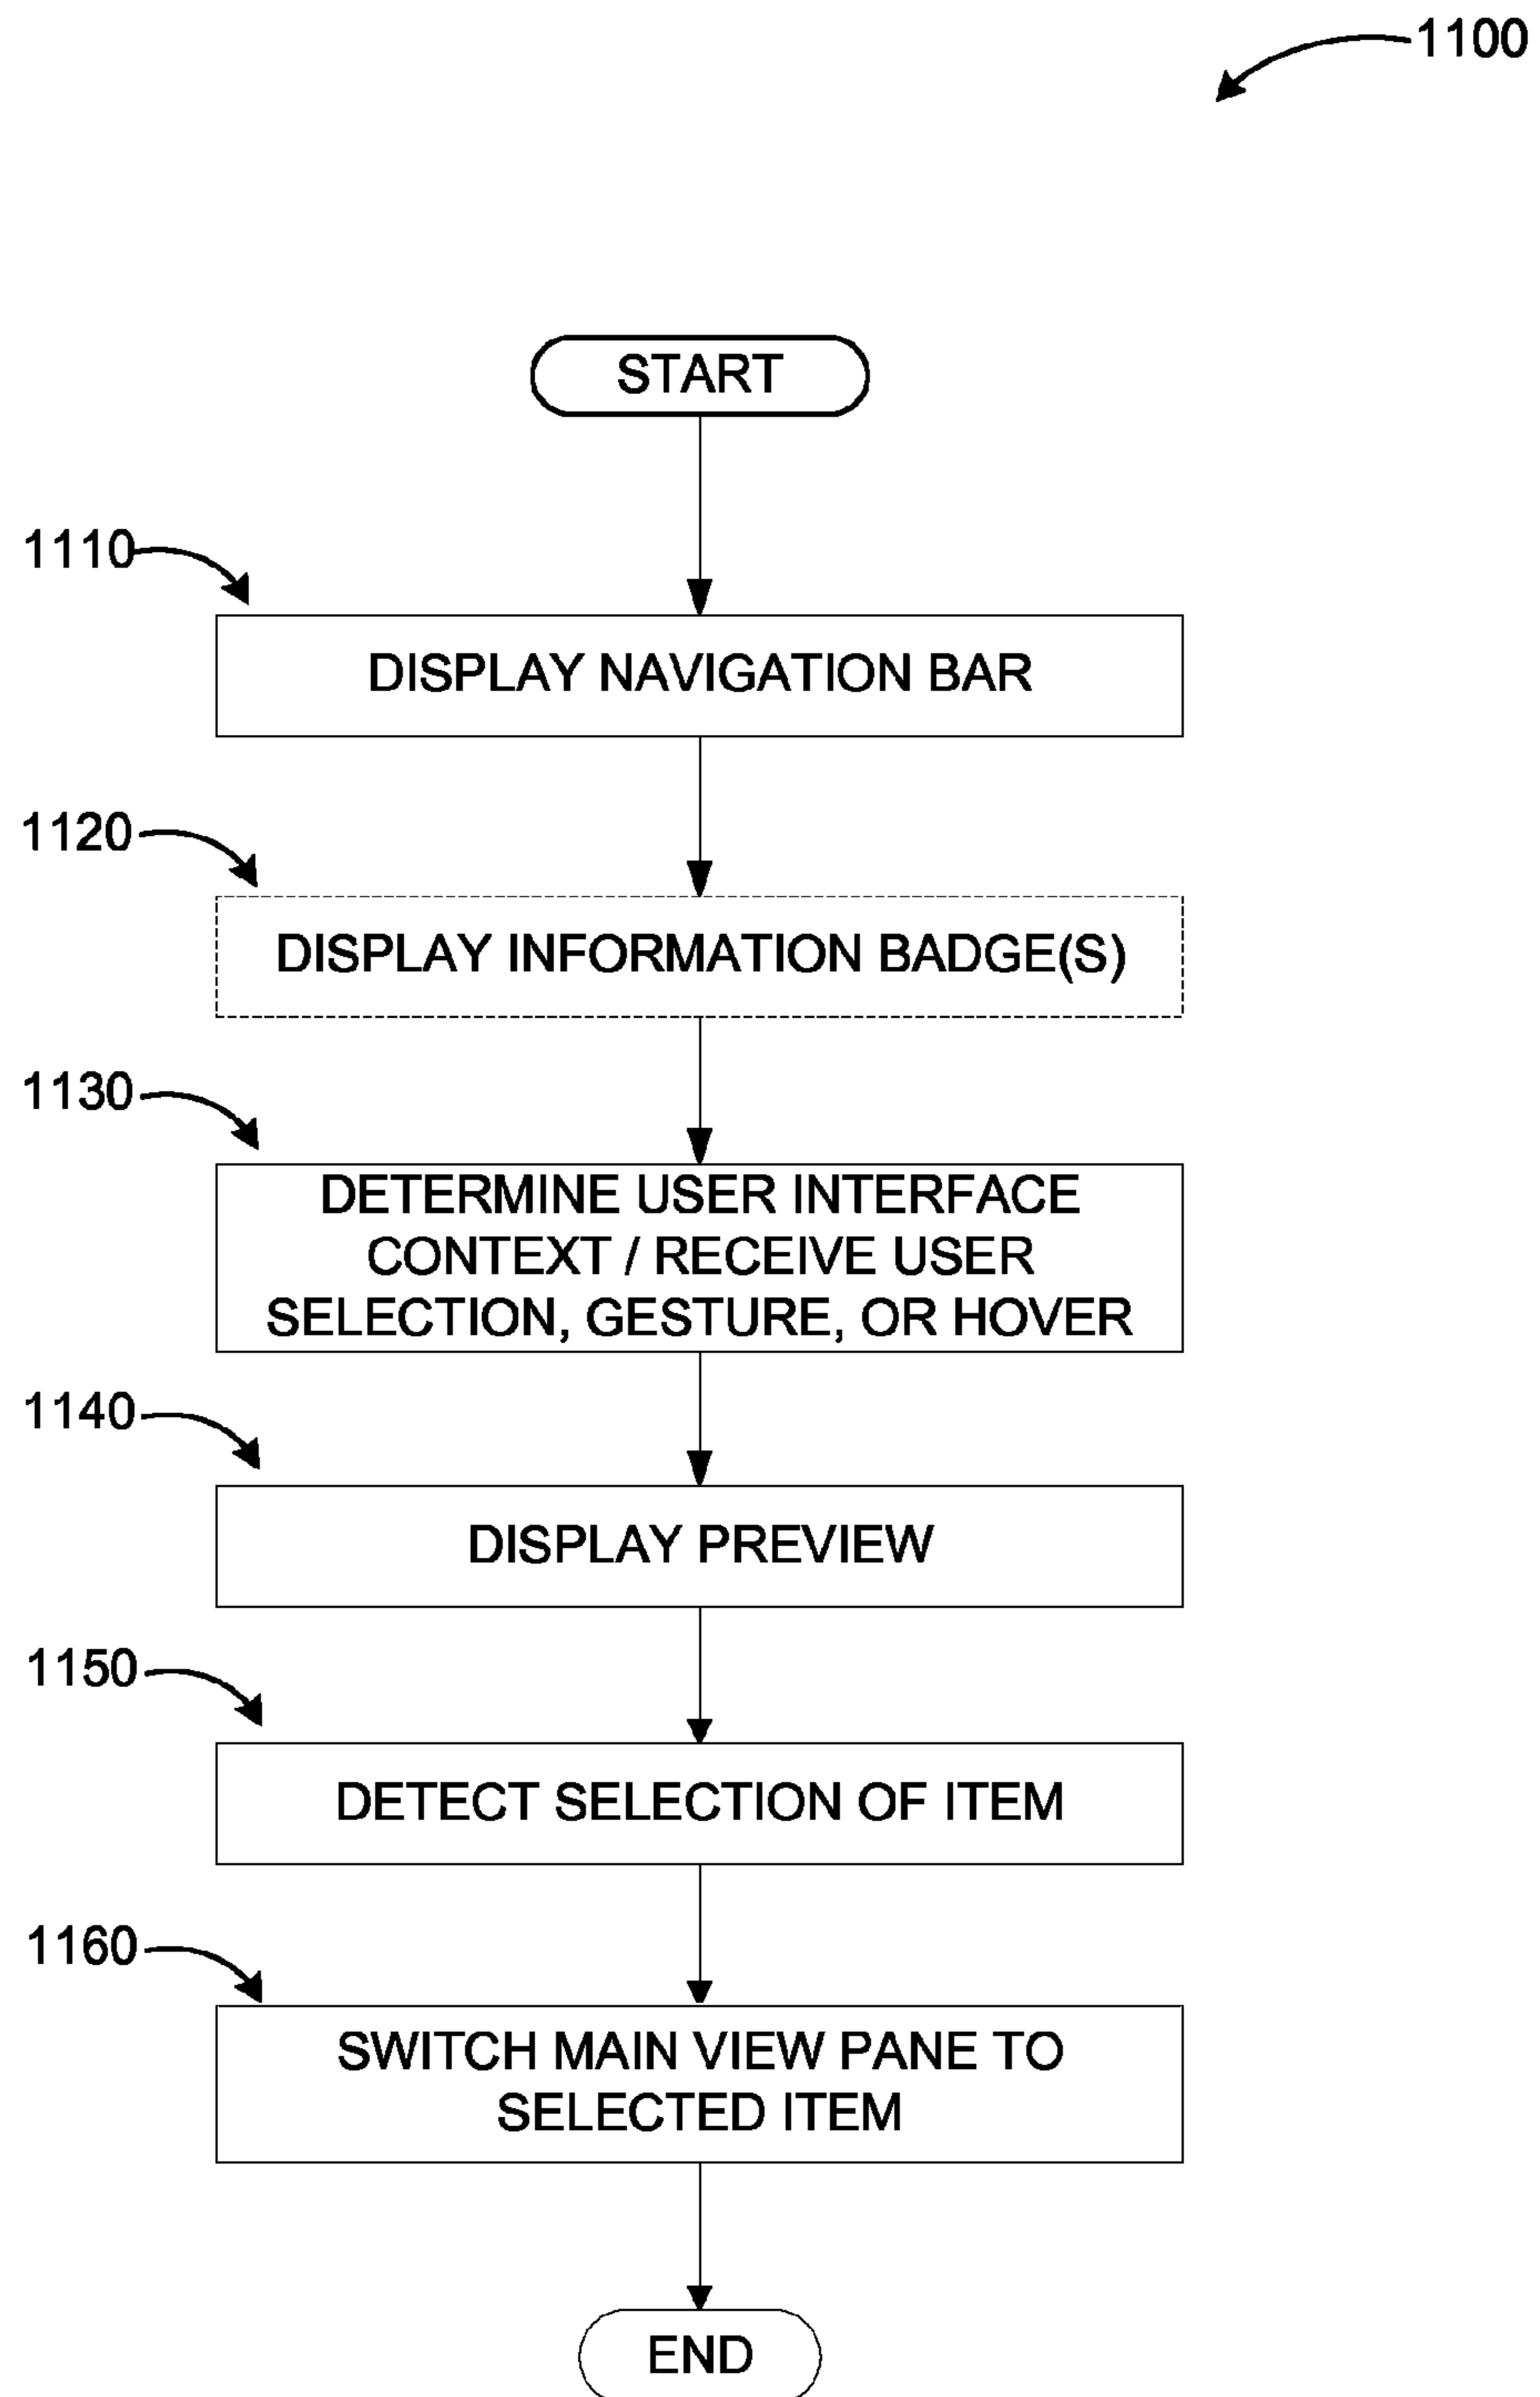 1100
START
1110
DISPLAY NAVIGATION BAR
1120
DISPLAY INFORMATION BADGE(S)
1130
DETERMINE USER INTERFACE
CONTEXT / RECEIVE USER
SELECTION, GESTURE, OR HOVER
1140
DISPLAY PREVIEW
1150
DETECT SELECTION OF ITEM
1160
SWITCH MAIN VIEW PANE TO
SELECTED ITEM
END